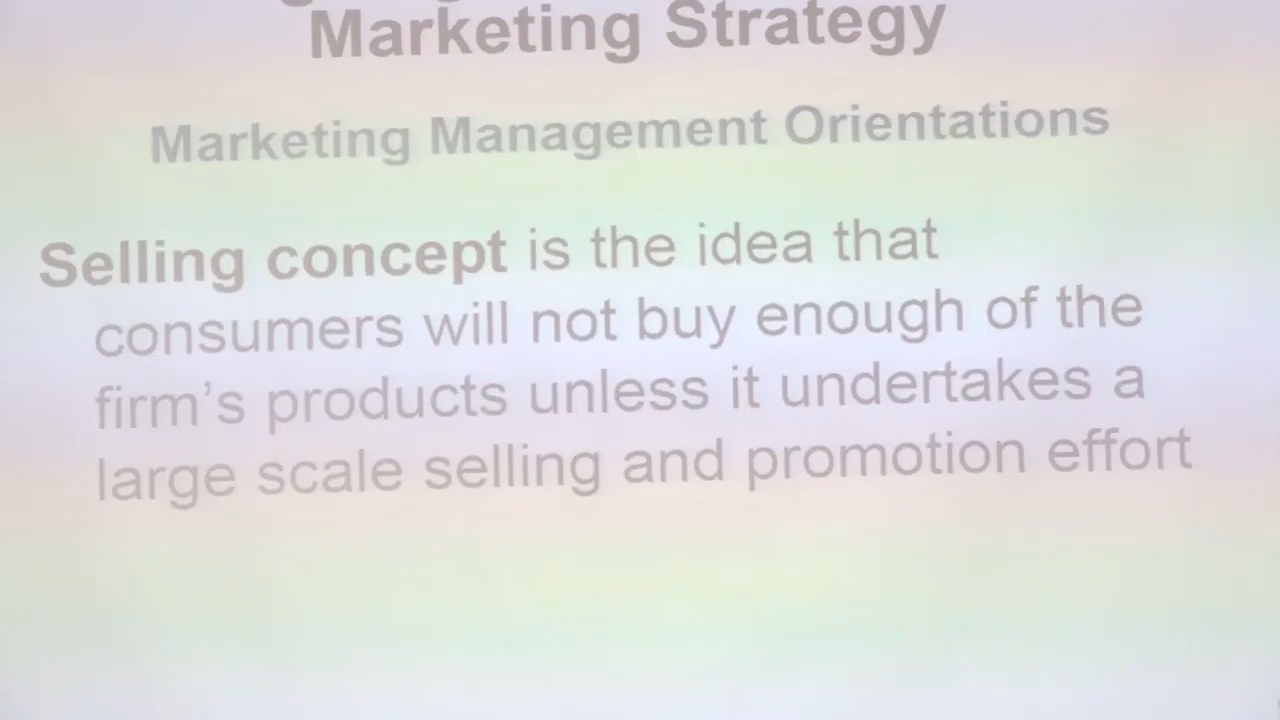 Marketing Strategy
Marketing Management Orientations
Selling concept is the idea that
consumers will not buy enough of the
firm’s products unless it undertakes a
large scale selling and promotion effort